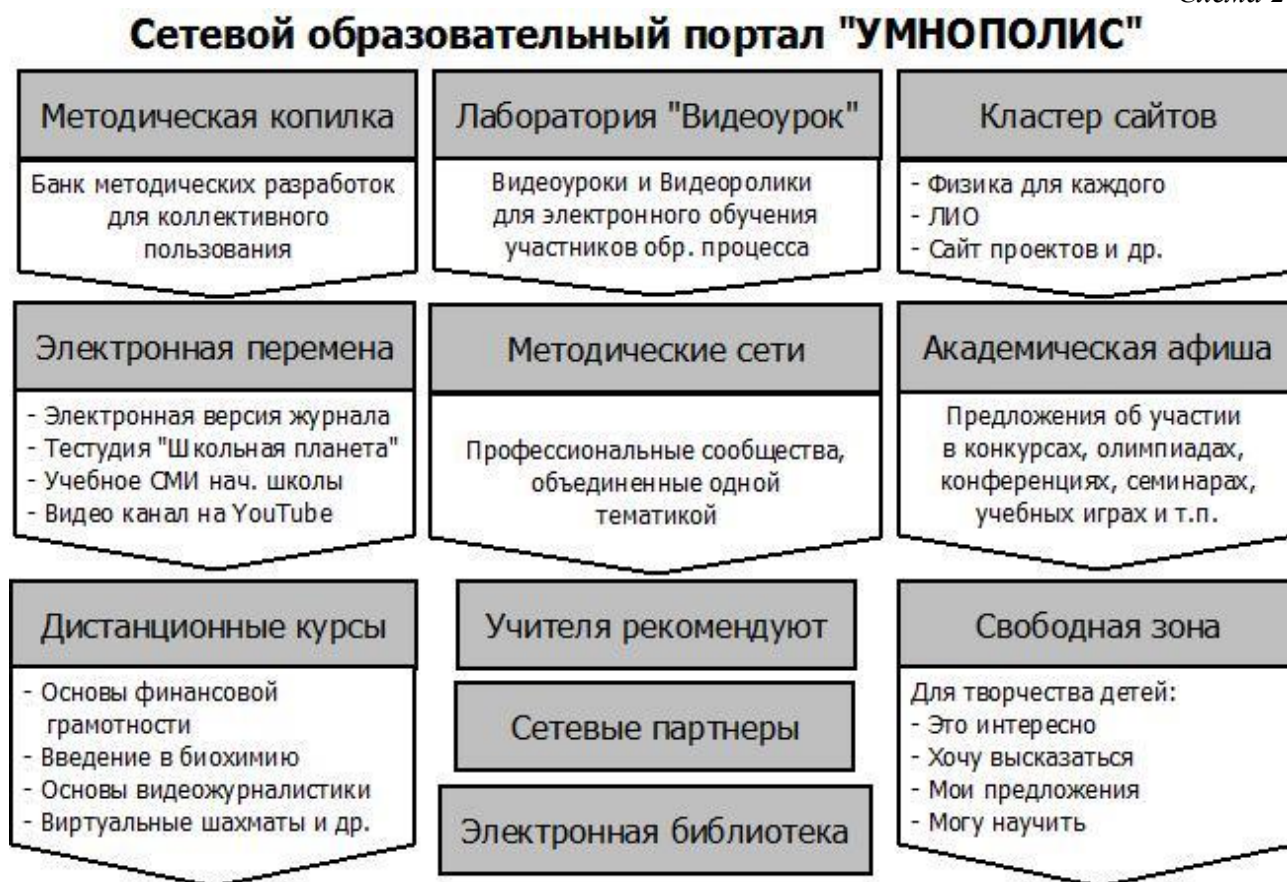 Схема 2
Сетевой образовательный портал "УМНОПОЛИС"
Методическая копилка
Банк методических разработок
для коллективного
пользования
Лаборатория "Видеоурок"
Видеоуроки и Видеоролики
для электронного обучения
участников обр. процесса
Кластер сайтов
- Физика для каждого
- ЛИО
- Сайт проектов и др.
Электронная перемена
- Электронная версия журнала
- Тестудия "Школьная планета"
- Учебное СМИ нач. школы
- Видео канал на YouTube
Методические сети
Профессиональные сообщества,
объединенные одной
тематикой
Академическая афиша
Предложения об участии
в конкурсах, олимпиадах,
конференциях, семинарах,
учебных играх и т.п.
Дистанционные курсы
- Основы финансовой
грамотности
- Введение в биохимию
- Основы видеожурналистики
- Виртуальные шахматы и др.
Учителя рекомендуют
Сетевые партнеры
Электронная библиотека
Свободная зона
Для творчества детей:
- Это интересно
- Хочу высказаться
- Мои предложения
- Могу научить